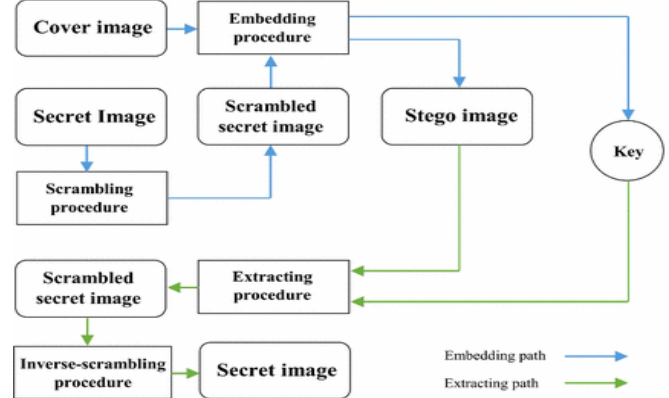 Cover image
Embedding
procedure
Secret Image
Scrambled
secret image
Stego image
Key
Scrambling
procedure
Scrambled
secret image
Extracting
procedure
Inverse-scrambling
procedure
Secret image
Embedding path
Extracting path